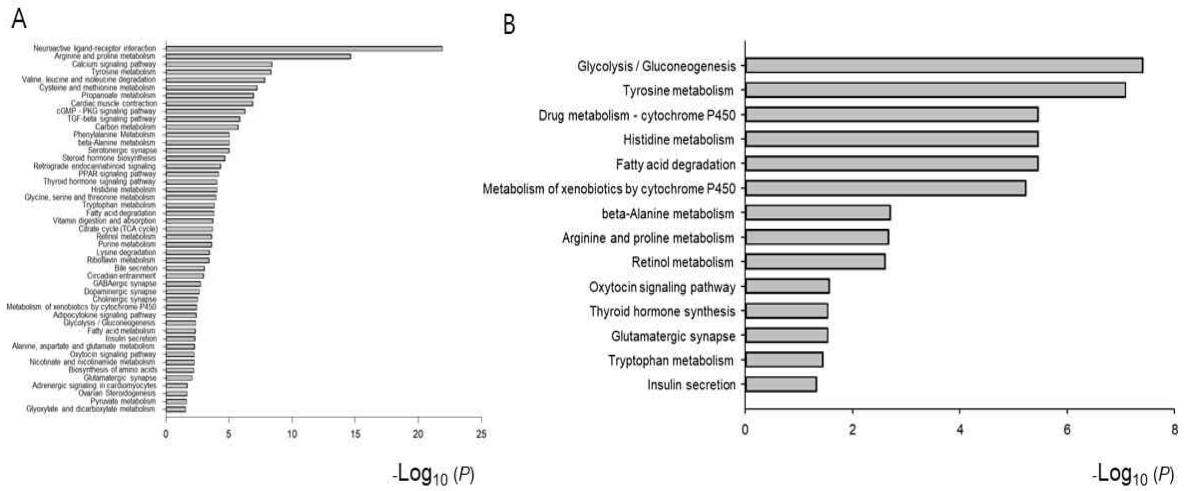 A
Neuroactive ligand-receptor interaction
Arginine and proline metabolism
Calcium signaling pathway
Tyrosine metabolism
Valine, leucine and isoleucine degradation
Cysteine and methionine metabolism
Propanoate metabolism
Cardiac muscle contraction
cGMP - PKG signaling pathway
TGF-beta signaling pathway
Carbon metabolism
Phenylalanine Metabolism
beta-Alanine metabolism
Serotonergic synapse
Steroid hormone biosynthesis
Retrograde endocannabinoid signaling
PPAR signaling pathway
Thyroid hormone signaling pathway
Histidine metabolism
Glycine, serine and threonine metabolism
Tryptophan metabolism
Fatty acid degradation
Vitamin digestion and absorption
Citrate cycle (TCA cycle)
Retinol metabolism
Purine metabolism
Lysine degradation
Riboflavin metabolism
Bile secretion
Circadian entrainment
GABAergic synapse
Dopaminergic synapse
Cholinergic synapse
Metabolism of xenobiotics by cytochrome P450
Adipocytokine signaling pathway
Glycolysis / Gluconeogenesis
Fatty acid metabolism
Insulin secretion
Alanine, aspartate and glutamate metabolism
Oxytocin signaling pathway
Nicotinate and nicotinamide metabolism
Biosynthesis of amino acids
Glutamatergic synapse
Adrenergic signaling in cardiomyocytes
Ovarian Steroidogenesis
Pyruvate metabolism
Glyoxylate and dicarboxylate metabolism
0 5 10 15 20 25
-Log10 (P)
B
Glycolysis / Gluconeogenesis
Tyrosine metabolism
Drug metabolism - cytochrome P450
Histidine metabolism
Fatty acid degradation
Metabolism of xenobiotics by cytochrome P450
beta-Alanine metabolism
Arginine and proline metabolism
Retinol metabolism
Oxytocin signaling pathway
Thyroid hormone synthesis
Glutamatergic synapse
Tryptophan metabolism
Insulin secretion
0 2 4 6 8
-Log10 (P)